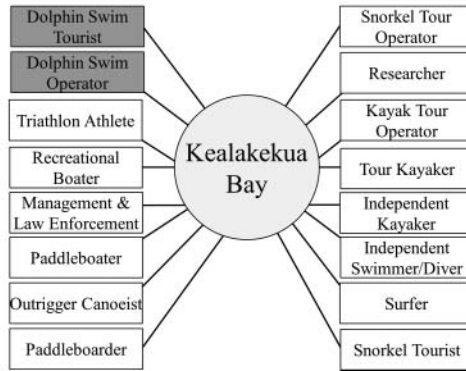 Dolphin Swim
Tourist
Dolphin Swim
Operator
Triathlon Athlete
Recreational
Boater
Management &
Law Enforcement
Paddleboater
Outrigger Canoeist
Paddleboarder
Kealakekua
Bay
Snorkel Tour
Operator
Researcher
Kayak Tour
Operator
Tour Kayaker
Independent
Kayaker
Independent
Swimmer/Diver
Surfer
Snorkel Tourist